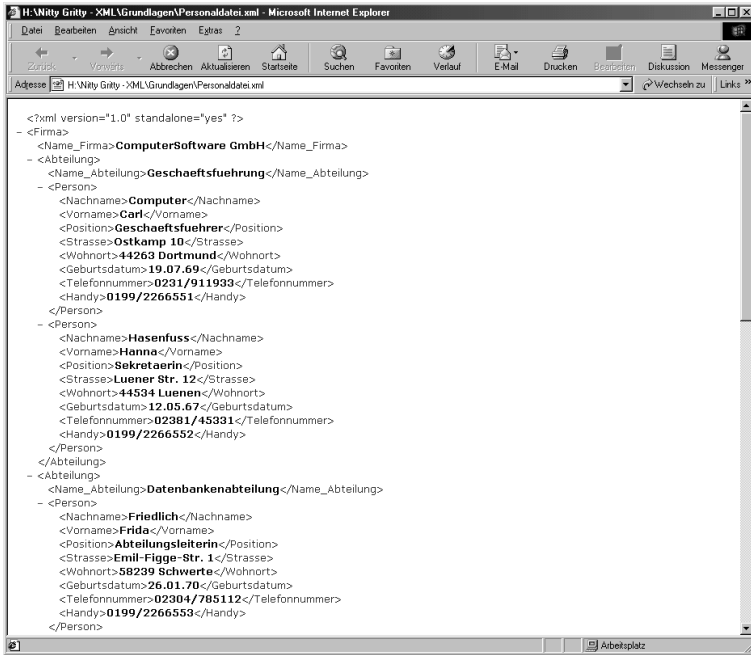 H:\Nitty Gritty - XML\Grundlagen\Personaldatei.xml - Microsoft Internet Explorer
Datei Bearbeiten Ansicht Favoriten Extras ?
Zurück Vorwärts Abbrechen Aktualisieren Startseite Suchen Favoriten Verlauf E-Mail Drucken Bearbeiten Diskussion Messenger
Adresse H:\Nitty Gritty - XML\Grundlagen\Personaldatei.xml Wechseln zu Links »
<?xml version="1.0" standalone="yes" ?>
- <Firma>
<Name_Firma>ComputerSoftware GmbH</Name_Firma>
- <Abteilung>
<Name_Abteilung>Geschaeftsfuehrung</Name_Abteilung>
- <Person>
<Nachname>Computer</Nachname>
<Vorname>Carl</Vorname>
<Position>Geschaeftsfuehrer</Position>
<Strasse>Ostkamp 10</Strasse>
<Wohnort>44263 Dortmund</Wohnort>
<Geburtsdatum>19.07.69</Geburtsdatum>
<Telefonnummer>0231/911933</Telefonnummer>
<Handy>0199/2266551</Handy>
</Person>
- <Person>
<Nachname>Hasenfuss</Nachname>
<Vorname>Hanna</Vorname>
<Position>Sekretaerin</Position>
<Strasse>Luener Str. 12</Strasse>
<Wohnort>44534 Luenen</Wohnort>
<Geburtsdatum>12.05.67</Geburtsdatum>
<Telefonnummer>02381/45331</Telefonnummer>
<Handy>0199/2266552</Handy>
</Person>
</Abteilung>
- <Abteilung>
<Name_Abteilung>Datenbankenabteilung</Name_Abteilung>
- <Person>
<Nachname>Friedlich</Nachname>
<Vorname>Frida</Vorname>
<Position>Abteilungsleiterin</Position>
<Strasse>Emil-Figge-Str. 1</Strasse>
<Wohnort>58239 Schwerte</Wohnort>
<Geburtsdatum>26.01.70</Geburtsdatum>
<Telefonnummer>02304/785112</Telefonnummer>
<Handy>0199/2266553</Handy>
</Person>
Arbeitsplatz